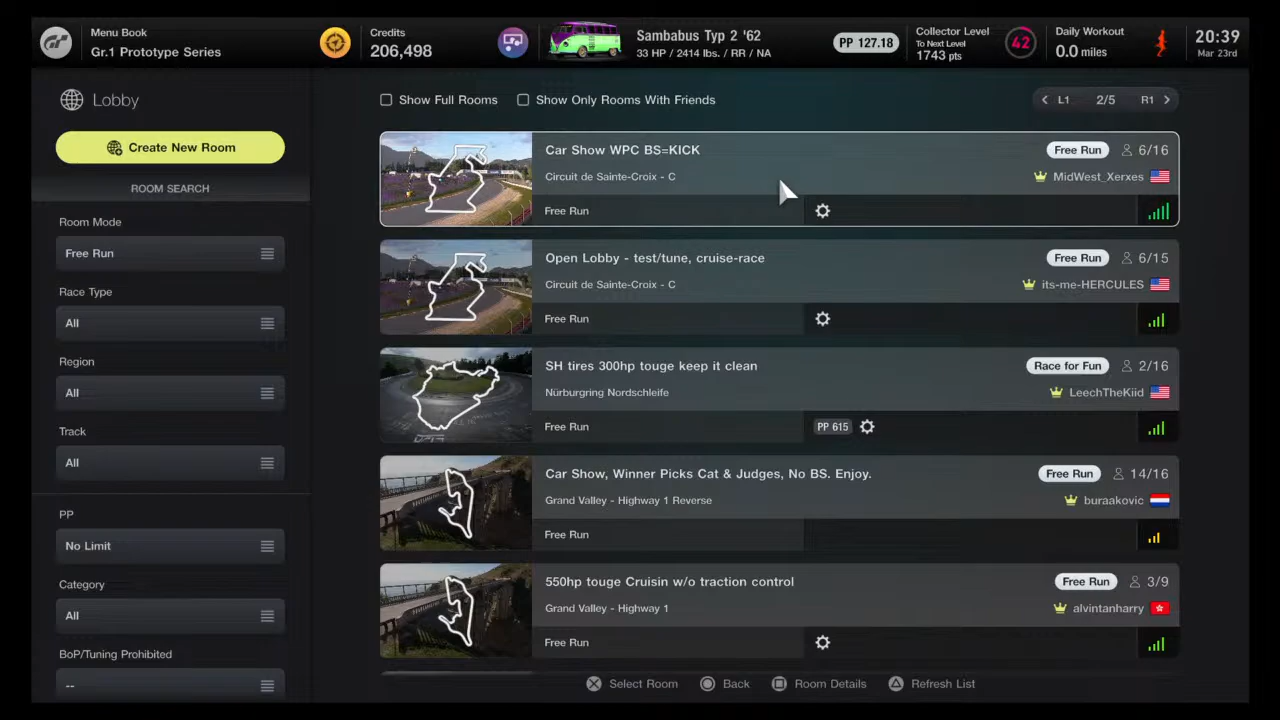 Menu Book
Gr.1 Prototype Series
Credits
206,498
Sambabus Typ 2 '62
33 HP / 2414 lbs. / RR / NA
PP 127.18
Collector Level
To Next Level
1743 pts
42
Daily Workout
0.0 miles
20:39
Mar 23rd
Lobby
Create New Room
ROOM SEARCH
Room Mode
Free Run
Race Type
All
Region
All
Track
All
PP
No Limit
Category
All
BoP/Tuning Prohibited
--
Show Full Rooms
Show Only Rooms With Friends
L1 2/5 R1
Car Show WPC BS=KICK
Free Run 6/16
Circuit de Sainte-Croix - C
MidWest_Xerxes
Free Run
Open Lobby - test/tune, cruise-race
Free Run 6/15
Circuit de Sainte-Croix - C
its-me-HERCULES
Free Run
SH tires 300hp touge keep it clean
Race for Fun 2/16
Nürburgring Nordschleife
LeechTheKiid
Free Run
PP 615
Car Show, Winner Picks Cat & Judges, No BS. Enjoy.
Free Run 14/16
Grand Valley - Highway 1 Reverse
buraakovic
Free Run
550hp touge Cruisin w/o traction control
Free Run 3/9
Grand Valley - Highway 1
alvintanharry
Free Run
Select Room Back Room Details Refresh List